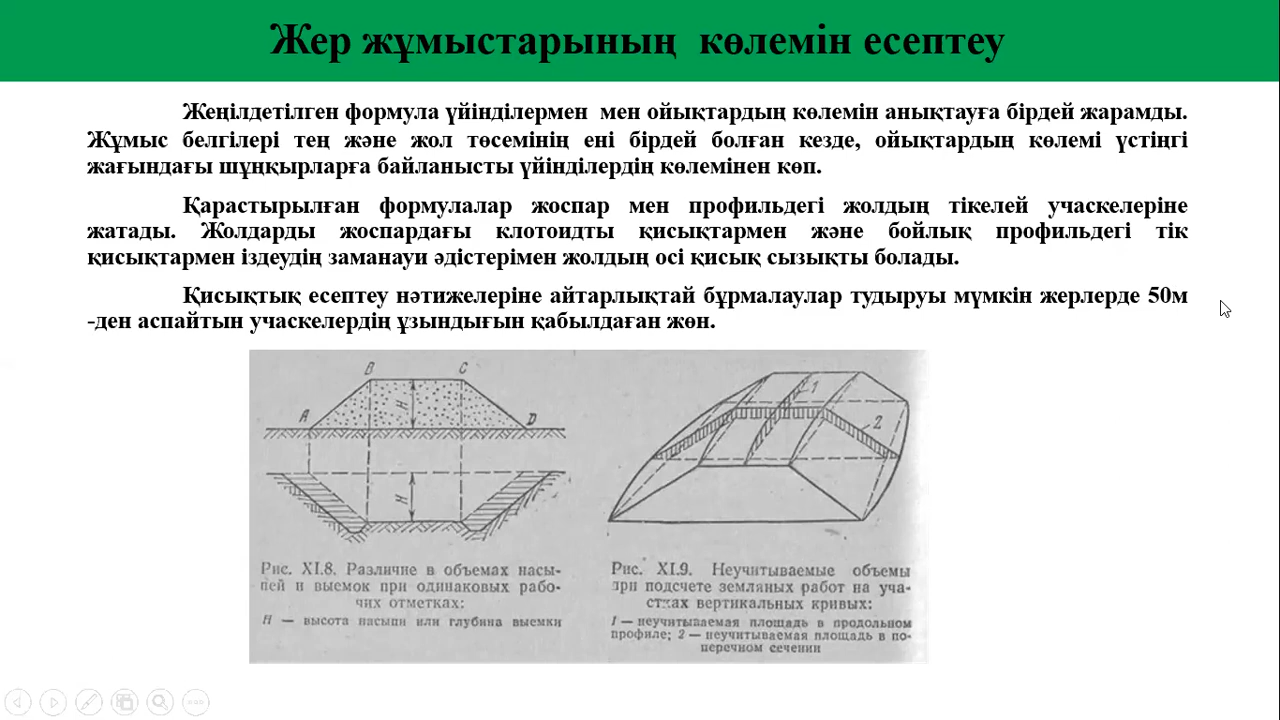 Жер жұмыстарының көлемін есептеу
Жеңілдетілген формула үйінділермен мен ойықтардың көлемін анықтауға бірдей жарамды.
Жұмыс белгілері тең және жол төсемінің ені бірдей болған кезде, ойықтардың көлемі үстіңгі
жағындағы шұңқырларға байланысты үйінділердің көлемінен көп.
Қарастырылған формулалар жоспар мен профильдегі жолдың тікелей учаскелеріне
жатады. Жолдарды жоспардағы клотоидты қисықтармен және бойлық профильдегі тік
қисықтармен іздеудің заманауи әдістерімен жолдың осі қисық сызықты болады.
Қисықтық есептеу нәтижелеріне айтарлықтай бұрмалаулар тудыруы мүмкін жерлерде 50м
-ден аспайтын учаскелердің ұзындығын қабылдаған жөн.
B C
A H D
H
1
2
Рис. XI.8. Различие в объемах насы-
пей и выемок при одинаковых рабо-
чих отметках:
H — высота насыпи или глубина выемки
Рис. XI.9. Неучитываемые объемы
при подсчете земляных работ на уча-
стках вертикальных кривых:
1 — неучитываемая площадь в продольном
профиле; 2 — неучитываемая площадь в по-
перечном сечении